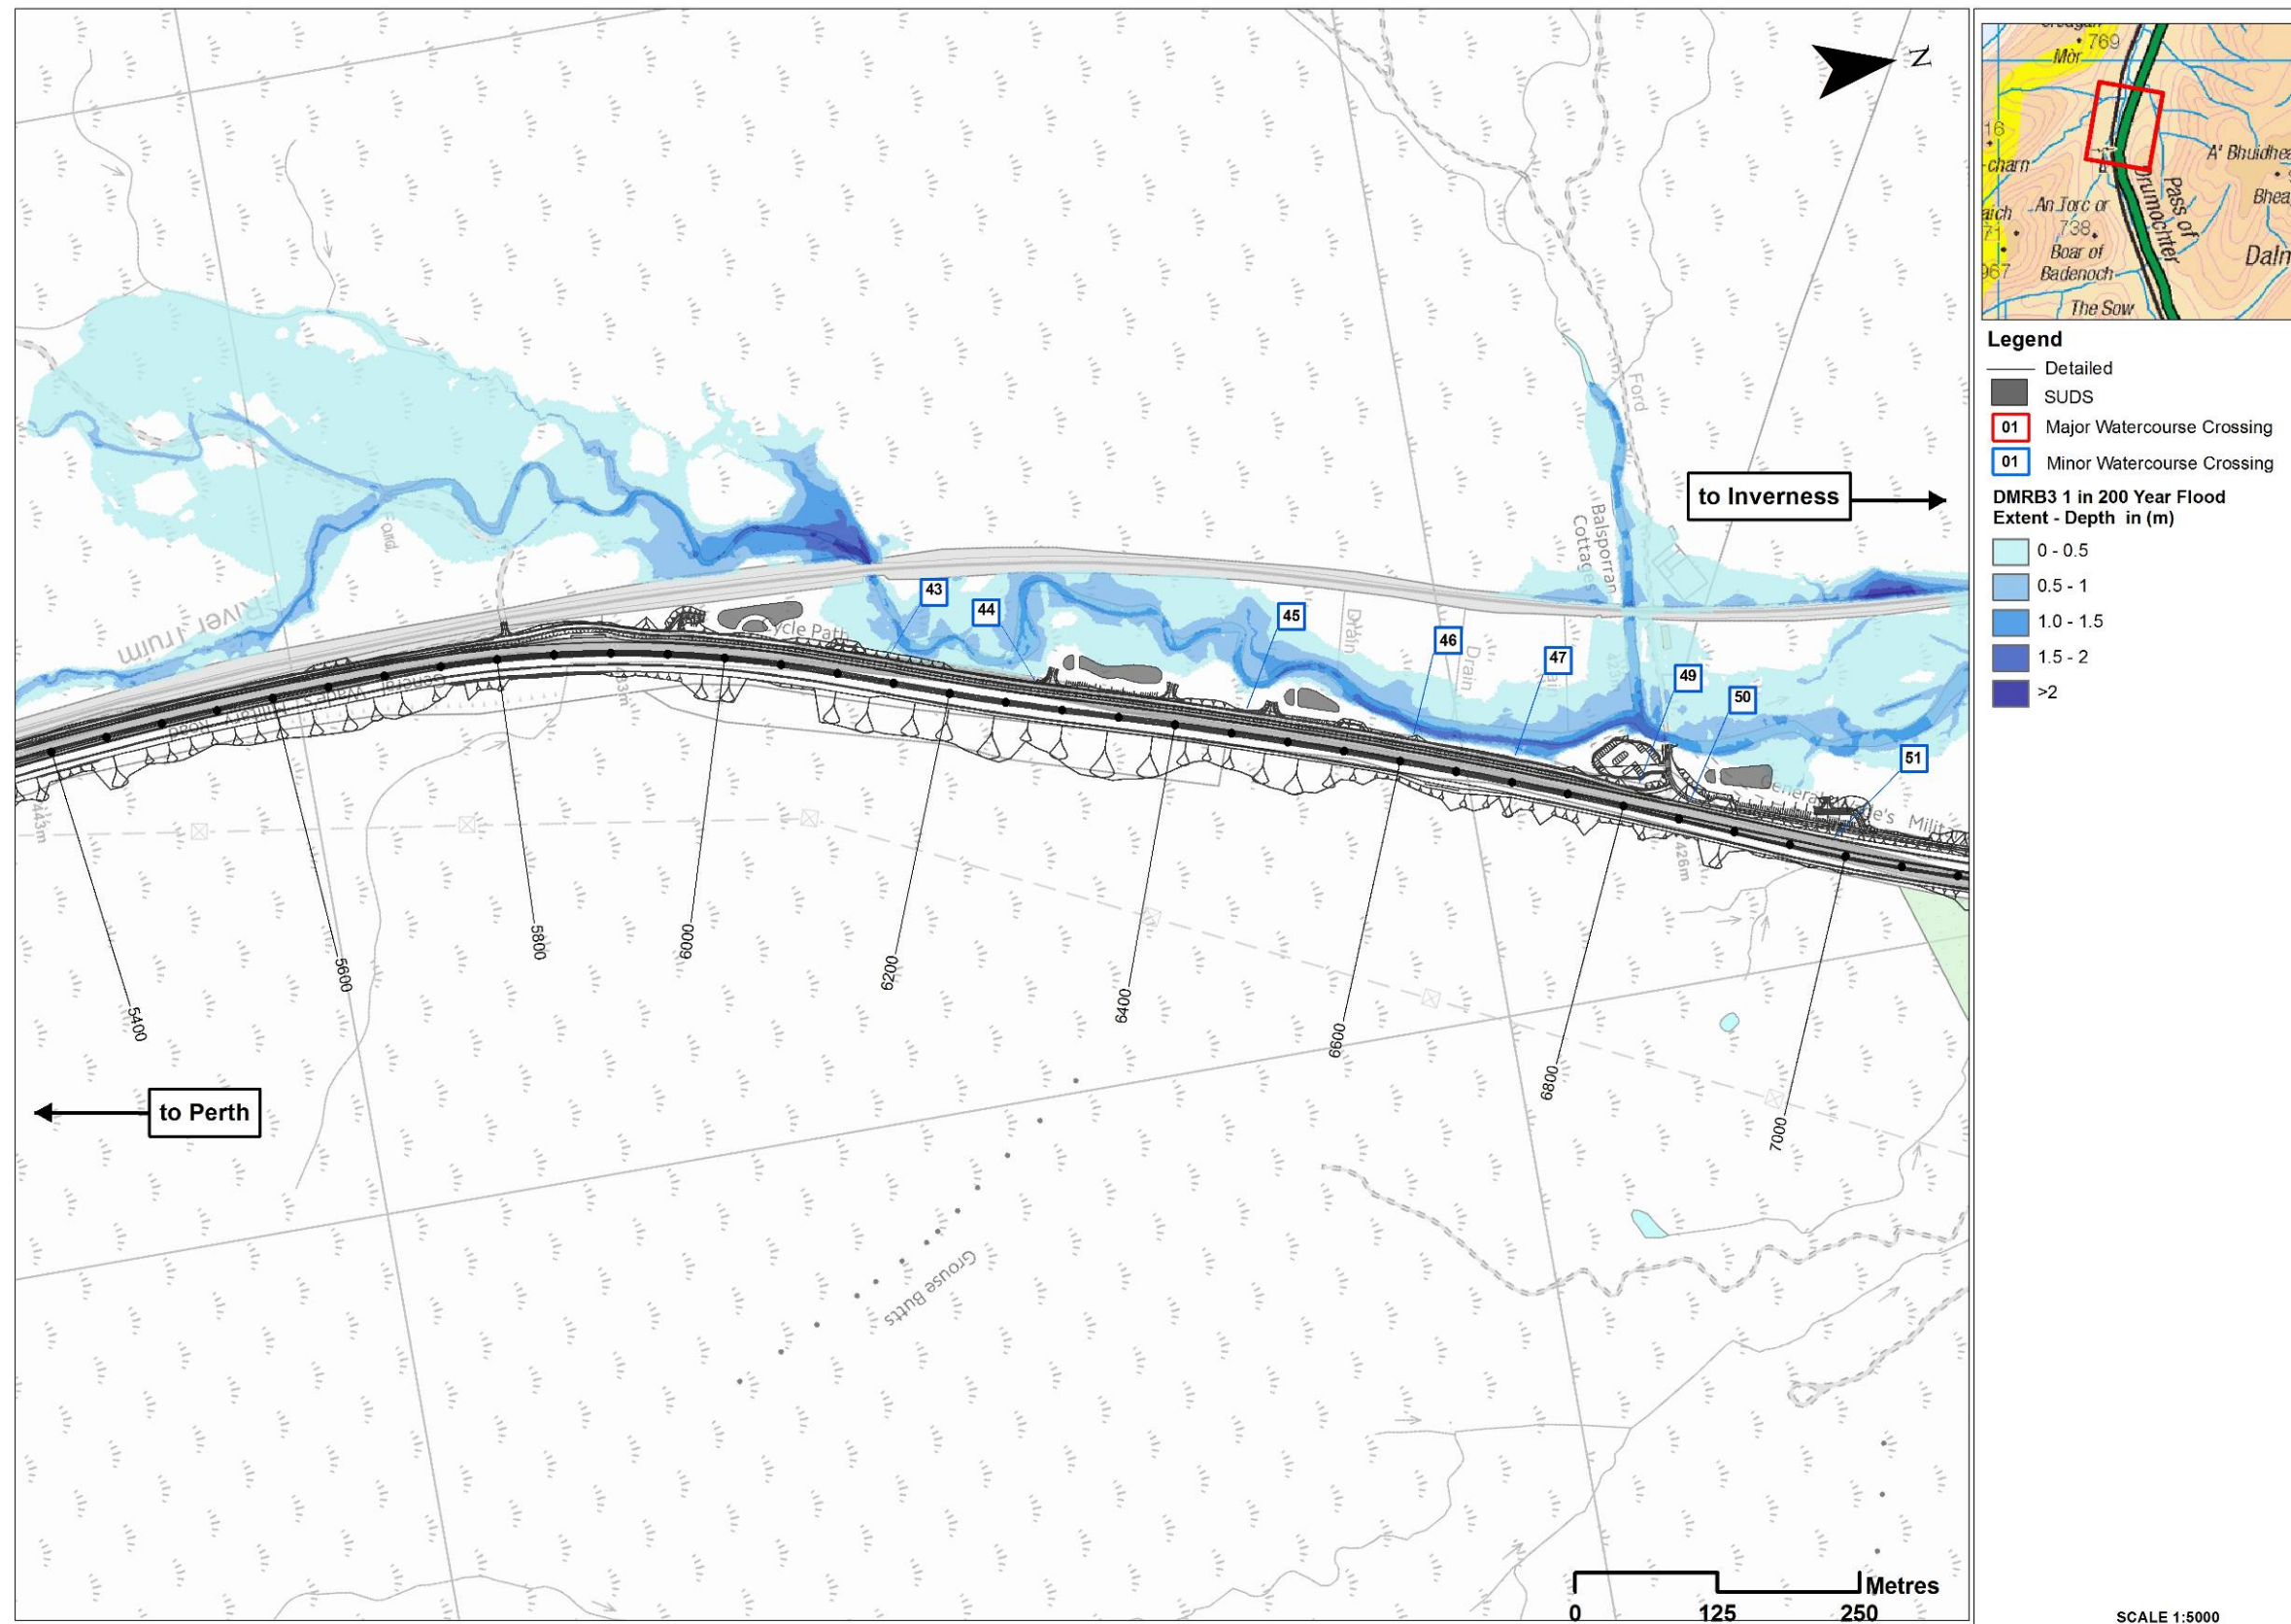 N
to Inverness
Ford
Balsporran
Cottages
River Truim
Cycle Path
Drain
Drain
43
44
45
46
47
49
50
51
443m
426m
5400
5600
5800
6000
6200
6400
6600
6800
7000
to Perth
Grouse Butts
0 125 250
Metres
769
Mòr
charn
An Torc or
738
Boar of
Badenoch
The Sow
Pass of
Drumochter
A' Bhuidhea
Bhea
Daln
967
Legend
Detailed
SUDS
01 Major Watercourse Crossing
01 Minor Watercourse Crossing
DMRB3 1 in 200 Year Flood
Extent - Depth in (m)
0 - 0.5
0.5 - 1
1.0 - 1.5
1.5 - 2
>2
SCALE 1:5000